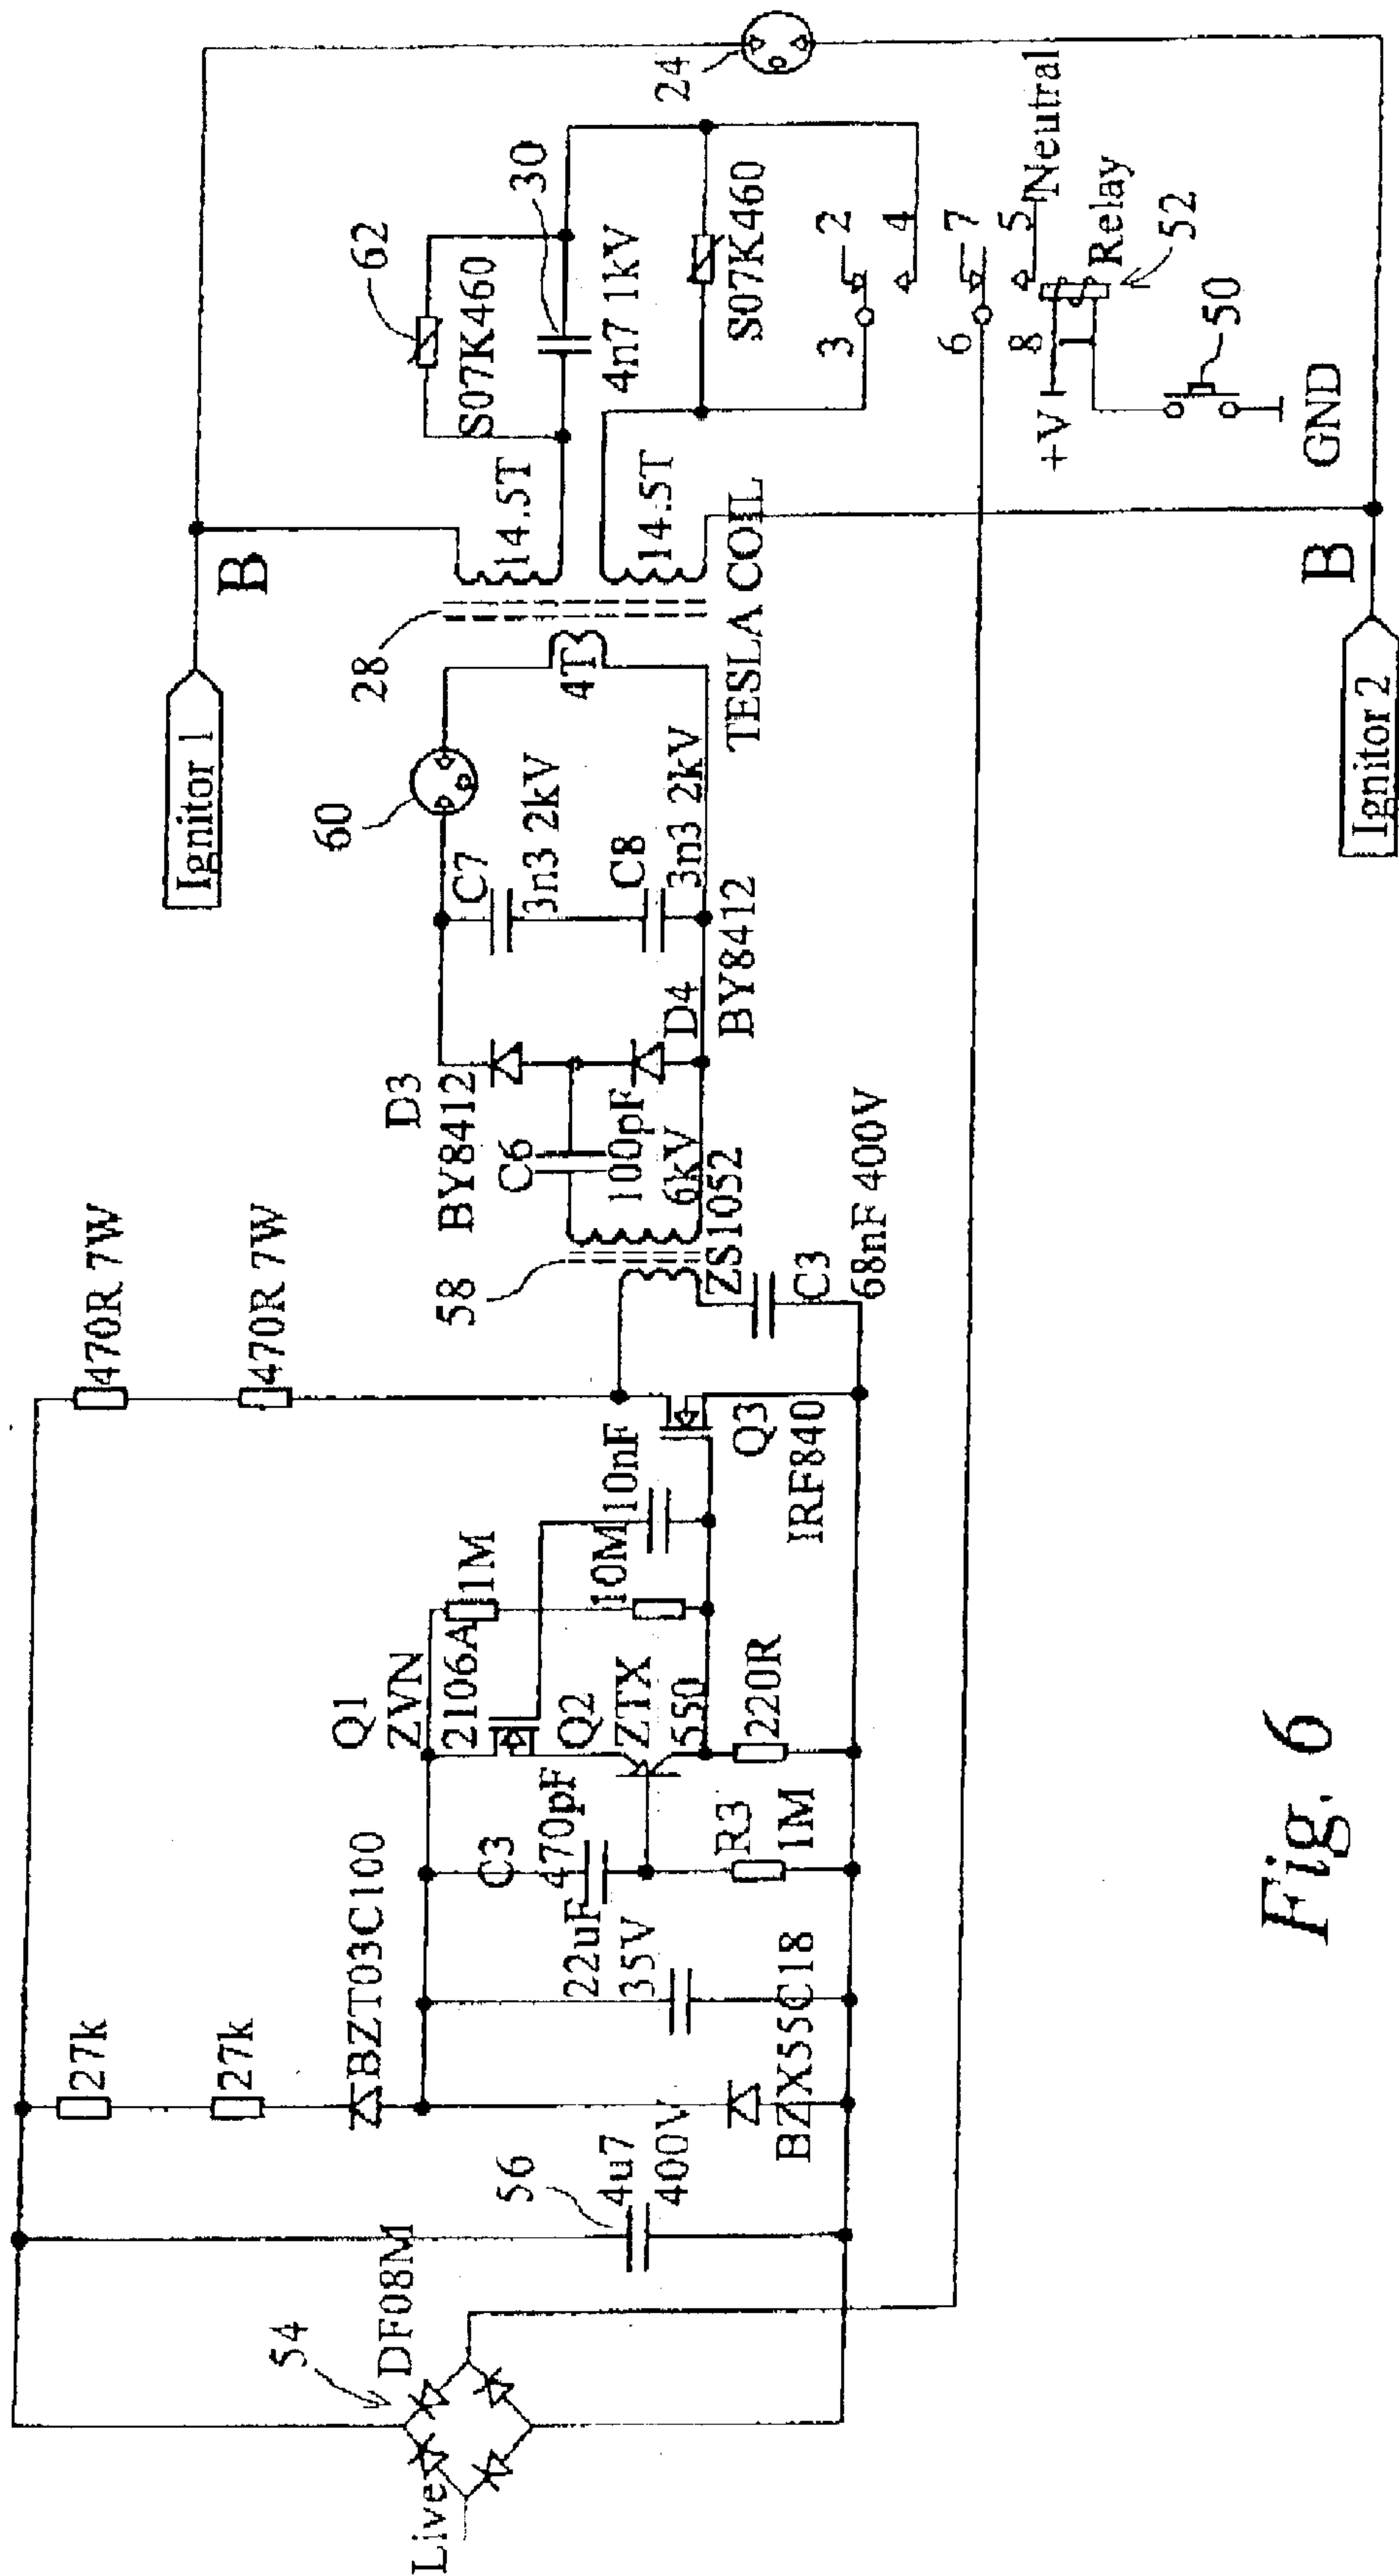 Live
54
DF08M
56
4u7
400V
27k
27k
BZT03C100
BZX55C18
22uF
35V
C3
470pF
R3
1M
Q1
ZVN
2106A
Q2
ZTX
550
220R
1M
10M
10nF
Q3
IRF840
470R 7W
470R 7W
58
ZS1052
C3
68nF 400V
C6
100pF
6kV
D3
BY8412
D4
BY8412
C7
3n3 2kV
C8
3n3 2kV
60
4T
28
TESLA COIL
Ignitor 1
B
14.5T
14.5T
62
S07K460
30
4n7 1kV
S07K460
24
3
2
4
6
7
5
Neutral
8
1
+V
Relay
52
50
GND
B
Ignitor 2
Fig. 6